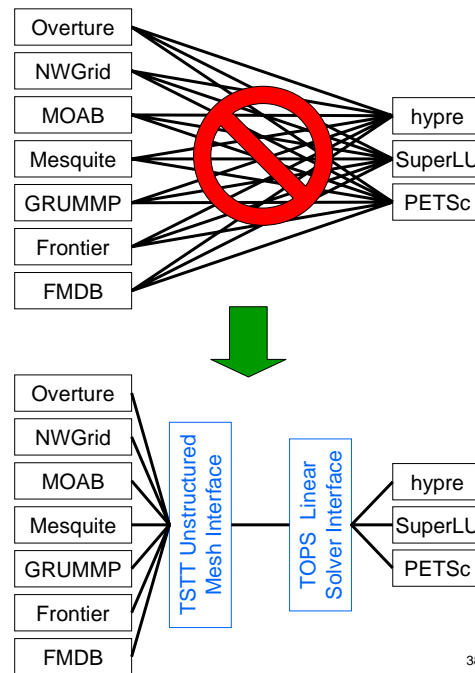 Overture
NWGrid
MOAB
Mesquite
GRUMMP
Frontier
FMDB
hypre
SuperLU
PETSc
Overture
NWGrid
MOAB
Mesquite
GRUMMP
Frontier
FMDB
TSTT Unstructured
Mesh Interface
TOPS Linear
Solver Interface
hypre
SuperLU
PETSc